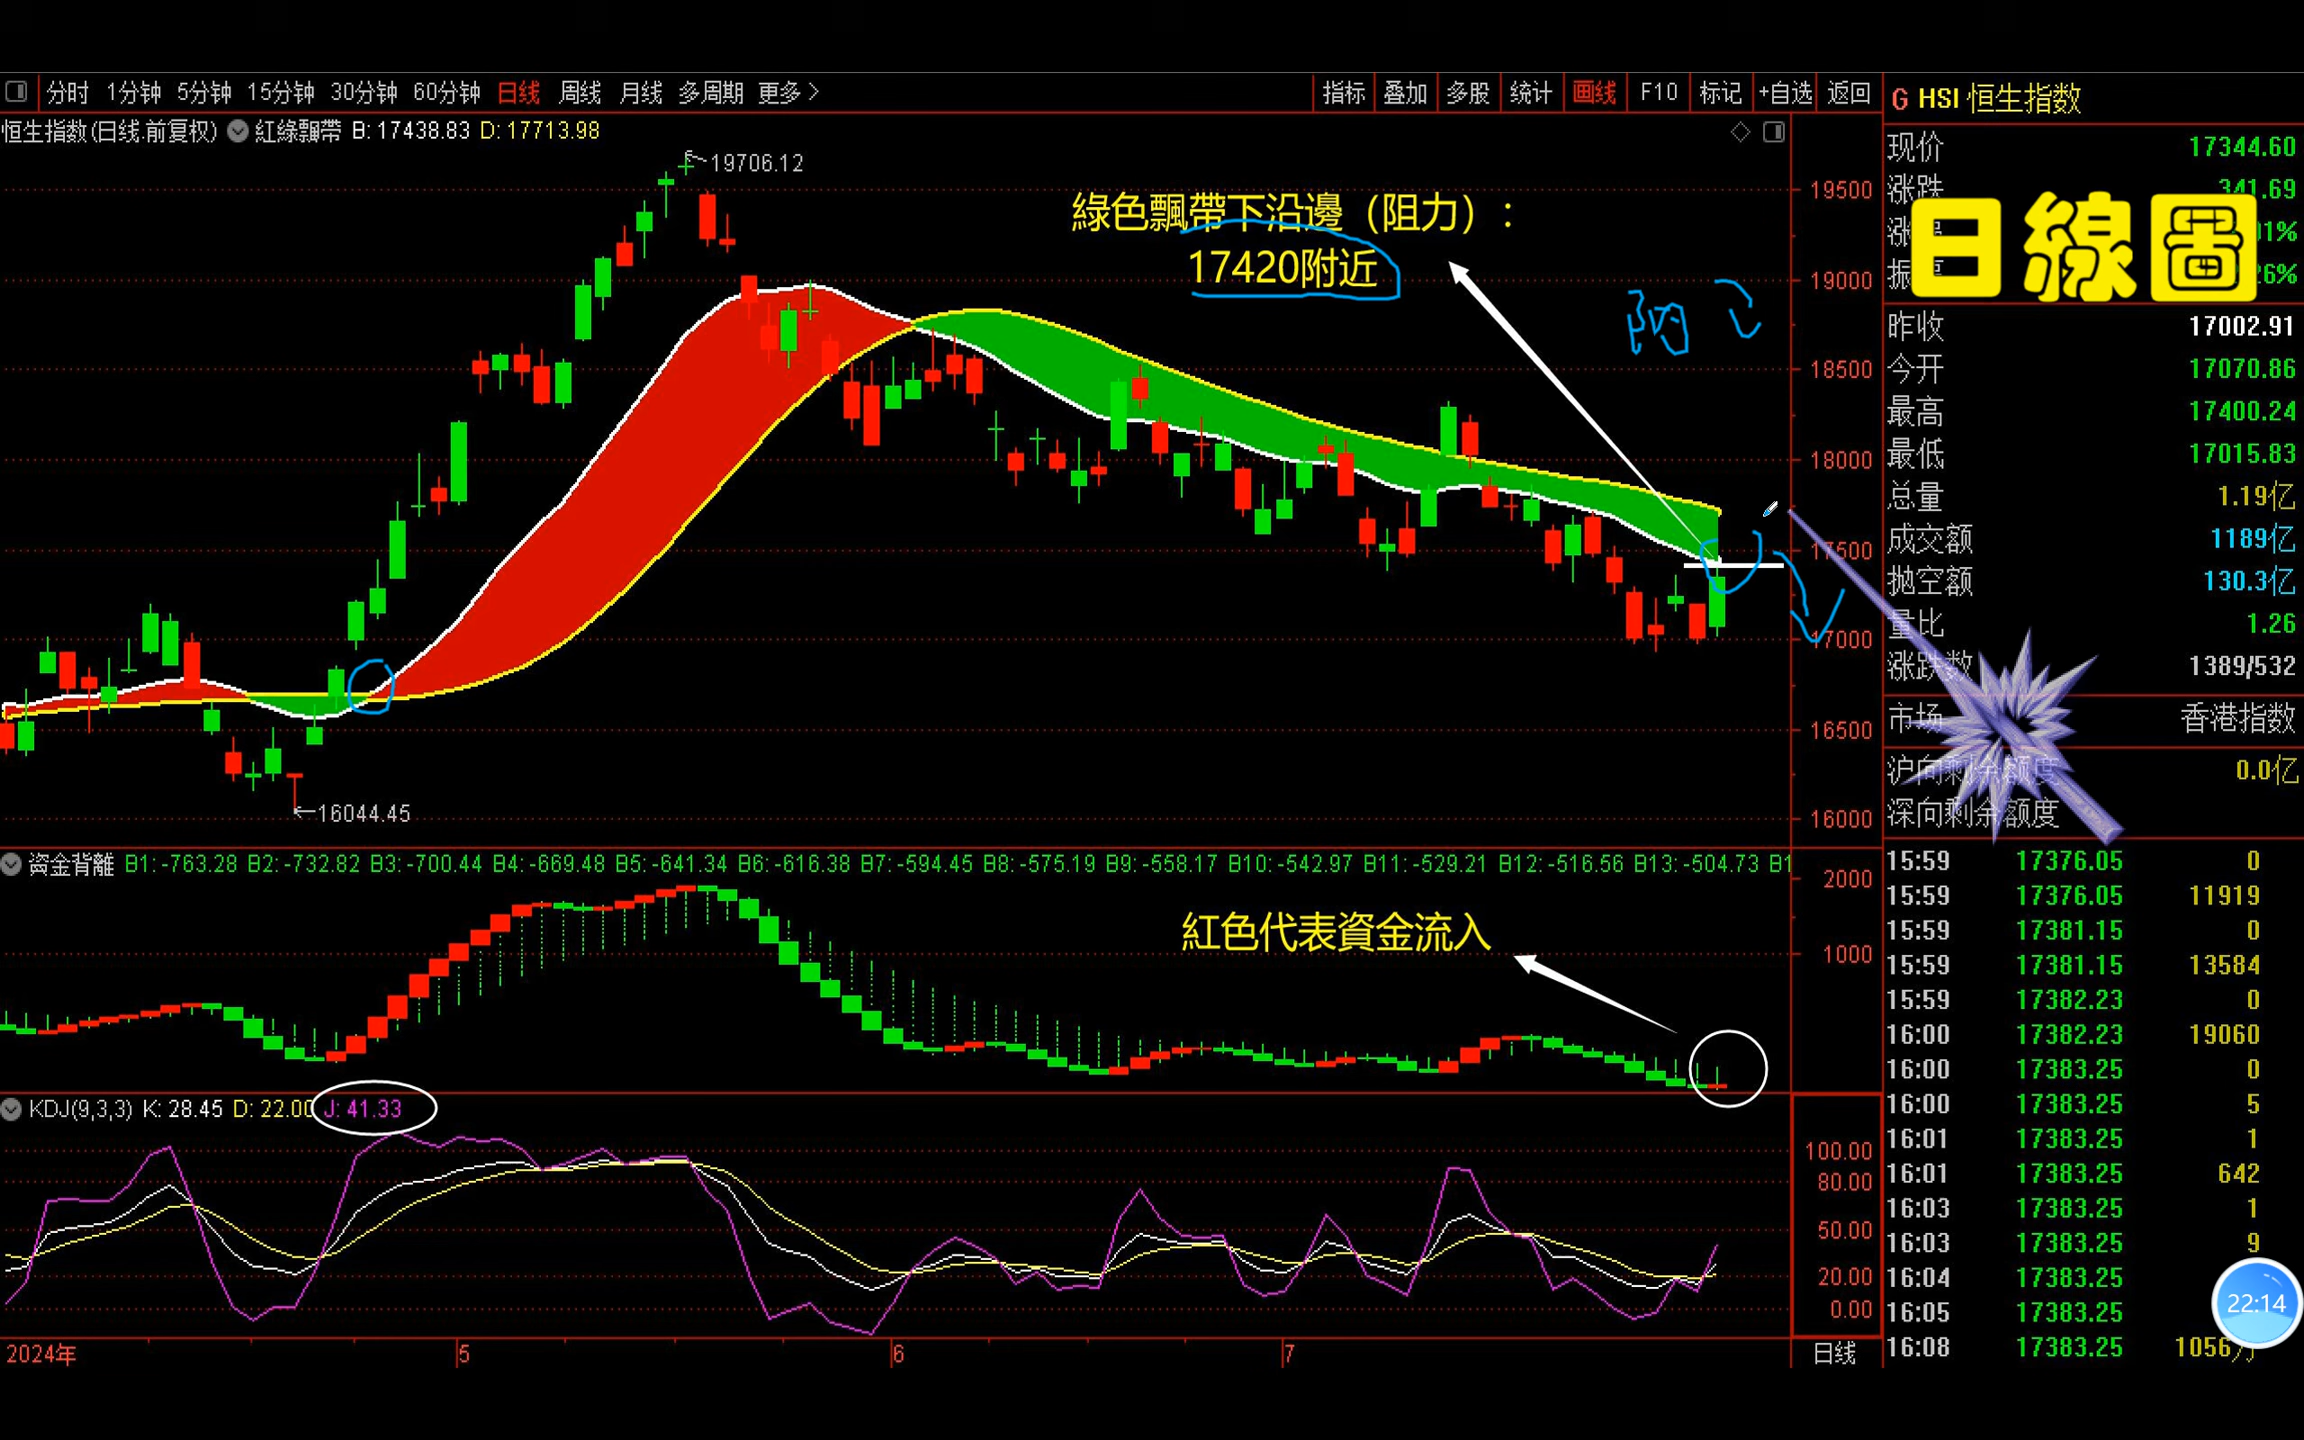 分时 1分钟 5分钟 15分钟 30分钟 60分钟 日线 周线 月线 多周期 更多 >
指标 叠加 多股 统计 画线 F10 标记 +自选 返回
G HSI 恒生指数
恒生指数(日线.前复权) 紅綠飄帶 B: 17438.83 D: 17713.98
19706.12
綠色飄帶下沿邊（阻力）：
17420附近
阻
16044.45
19500
19000
18500
18000
17500
17000
16500
16000
日線圖
现价 17344.60
涨跌 341.69
昨收 17002.91
今开 17070.86
最高 17400.24
最低 17015.83
总量 1.19亿
成交额 1189亿
抛空额 130.3亿
量比 1.26
涨跌数 1389/532
市场 香港指数
沪向剩余额度 0.0亿
深向剩余额度
資金背離 B1: -763.28 B2: -732.82 B3: -700.44 B4: -669.48 B5: -641.34 B6: -616.38 B7: -594.45 B8: -575.19 B9: -558.17 B10: -542.97 B11: -529.21 B12: -516.56 B13: -504.73 B1
2000
1000
紅色代表資金流入
KDJ(9,3,3) K: 28.45 D: 22.00 J: 41.33
100.00
80.00
50.00
20.00
0.00
2024年 5 6 7 日线
15:59 17376.05 0
15:59 17376.05 11919
15:59 17381.15 0
15:59 17381.15 13584
15:59 17382.23 0
16:00 17382.23 19060
16:00 17383.25 0
16:00 17383.25 5
16:01 17383.25 1
16:01 17383.25 642
16:03 17383.25 1
16:03 17383.25 9
16:04 17383.25
16:05 17383.25
16:08 17383.25 1056万
22:14